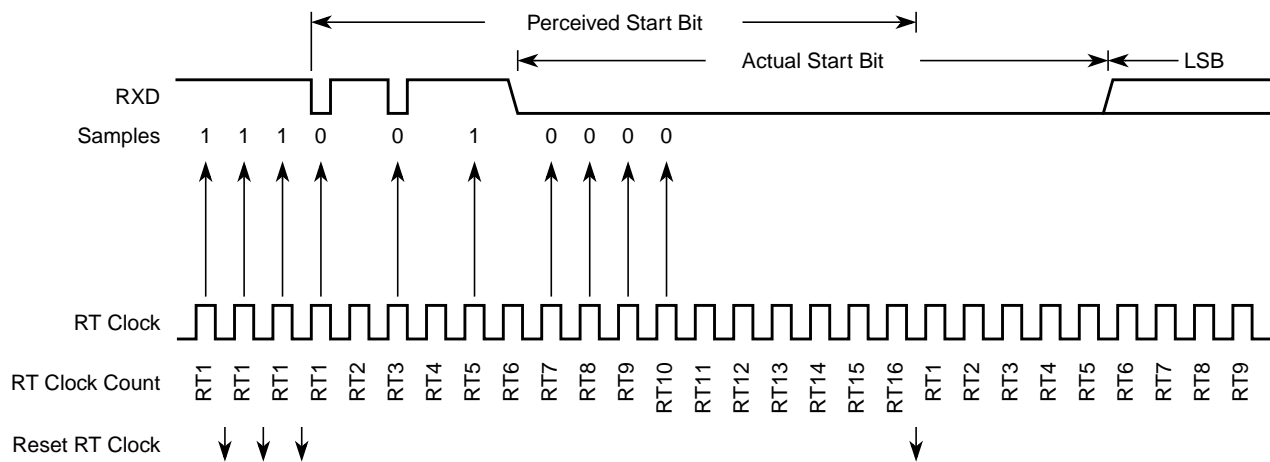 Perceived Start Bit
Actual Start Bit
LSB
RXD
Samples 1 1 1 0 0 1 0 0 0 0
RT Clock
RT Clock Count RT1 RT1 RT1 RT1 RT2 RT3 RT4 RT5 RT6 RT7 RT8 RT9 RT10 RT11 RT12 RT13 RT14 RT15 RT16 RT1 RT2 RT3 RT4 RT5 RT6 RT7 RT8 RT9
Reset RT Clock